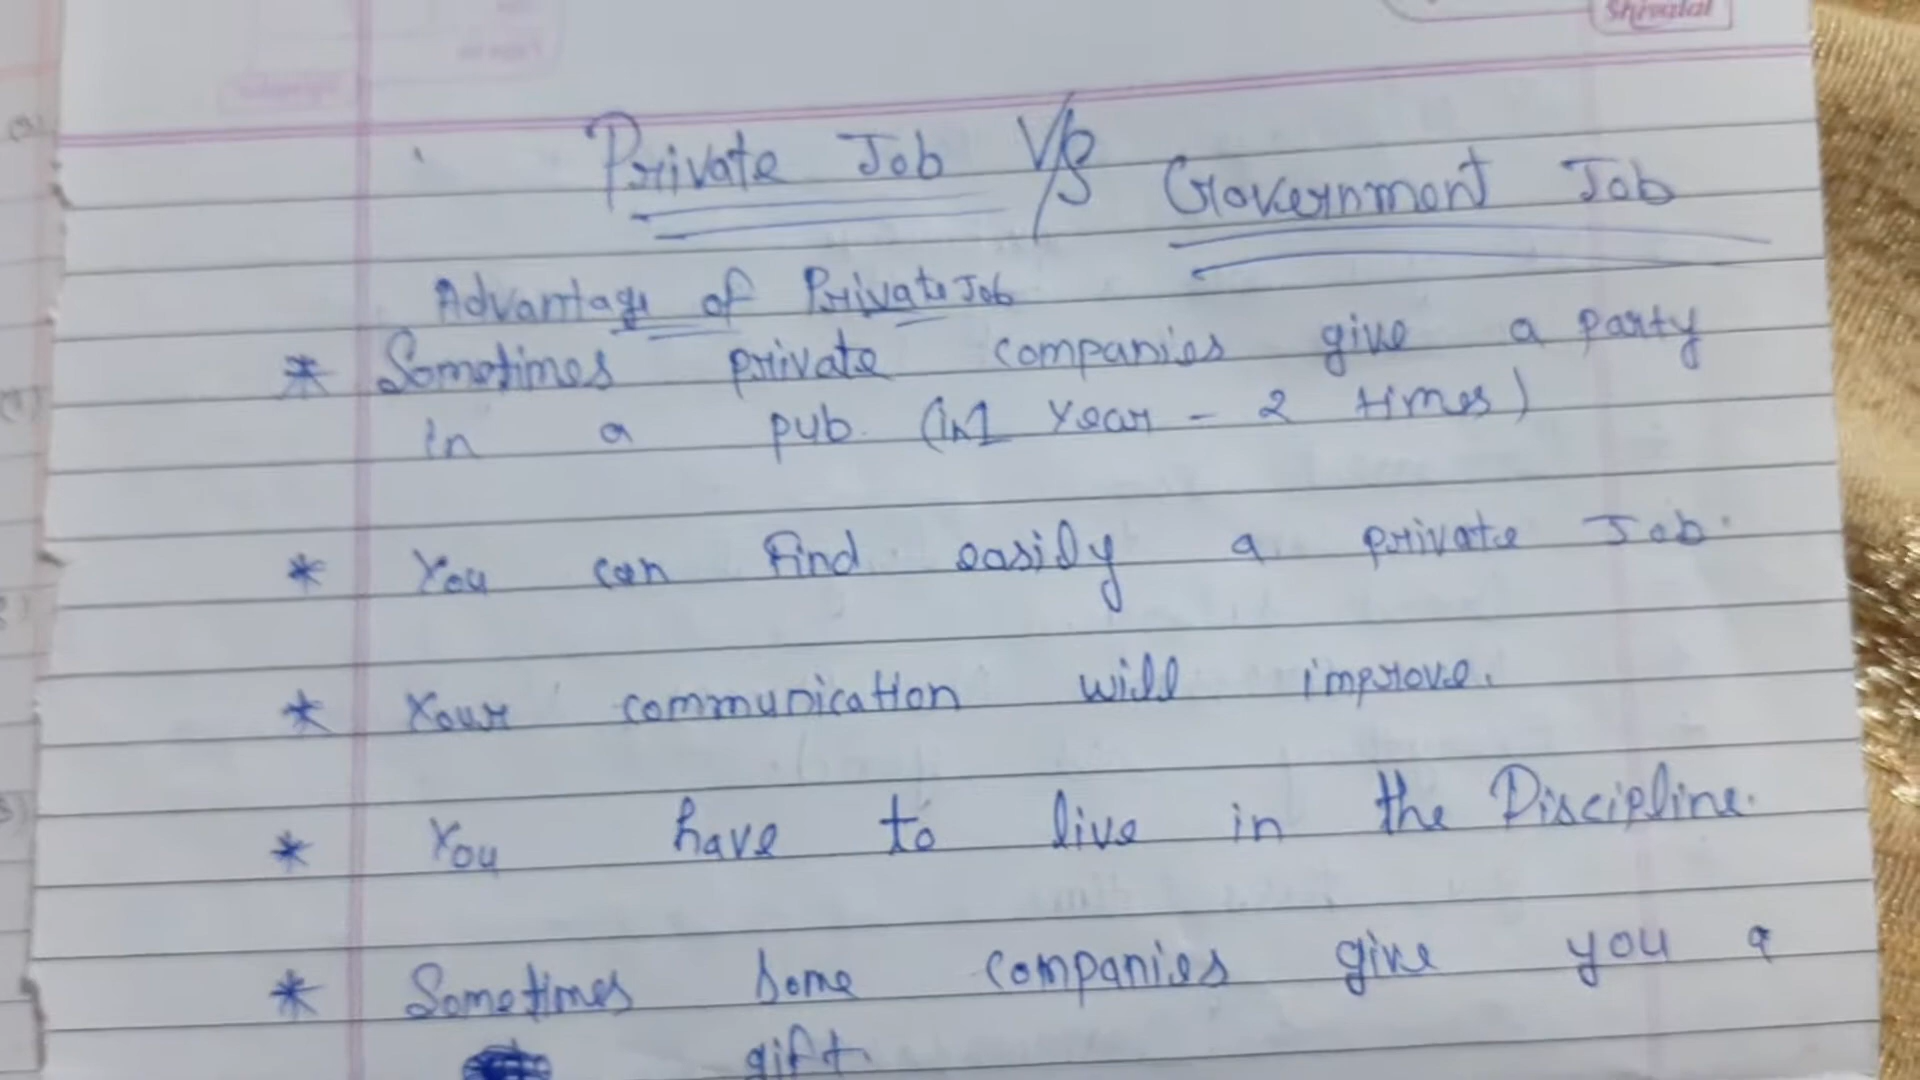 Shivalal
Private Job V/S Government Job
Advantage of Private Job
* Sometimes private companies give a party
in a pub. (in 1 year - 2 times)
* You can find easily a private Job.
* Your communication will improve.
* You have to live in the Discipline.
* Sometimes some companies give you a
gift.